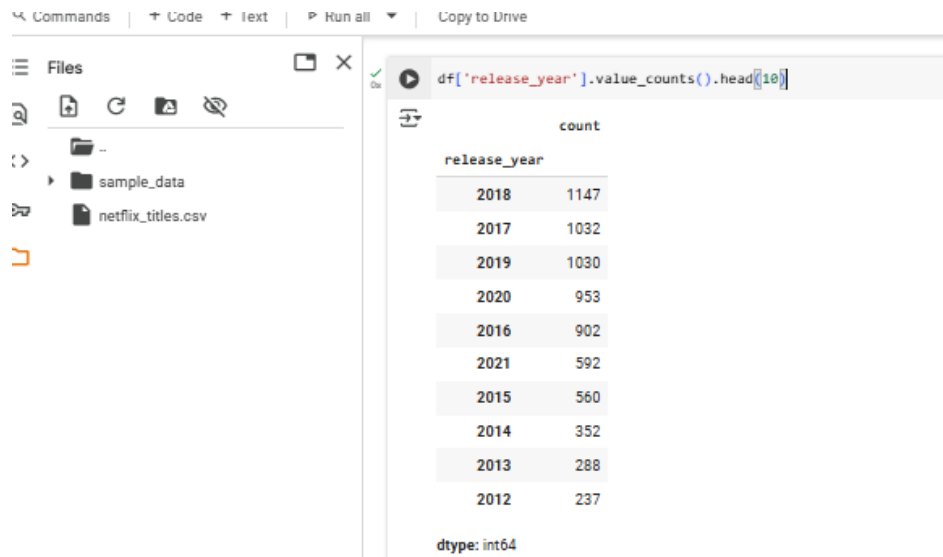 Commands + Code + Text Run all Copy to Drive
Files
df['release_year'].value_counts().head(10)
count
release_year
2018 1147
2017 1032
2019 1030
2020 953
2016 902
2021 592
2015 560
2014 352
2013 288
2012 237
dtype: int64
..
sample_data
netflix_titles.csv